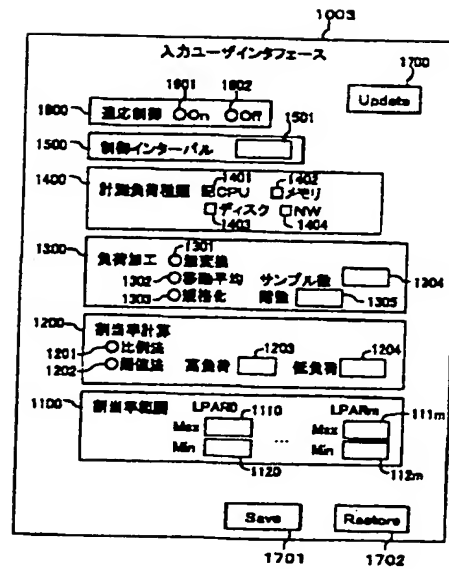 1003
入力ユーザインタフェース
1700
Update
1601 1602
1600 適応制御 On Off
1501
1500 制御インターバル
1400 1401 1402
計測負荷種類 CPU メモリ
ディスク NW
1403 1404
1300 1301
負荷加工 無変換
1302 移動平均 サンプル数 1304
1303 規格化 階数 1305
1200
割当率計算
1201 比例法 1203 1204
1202 閾値法 高負荷 低負荷
1100
割当率範囲 LPAR0 1110 LPARm 111m
Max Max
Min … Min
1120 112m
Save Restore
1701 1702